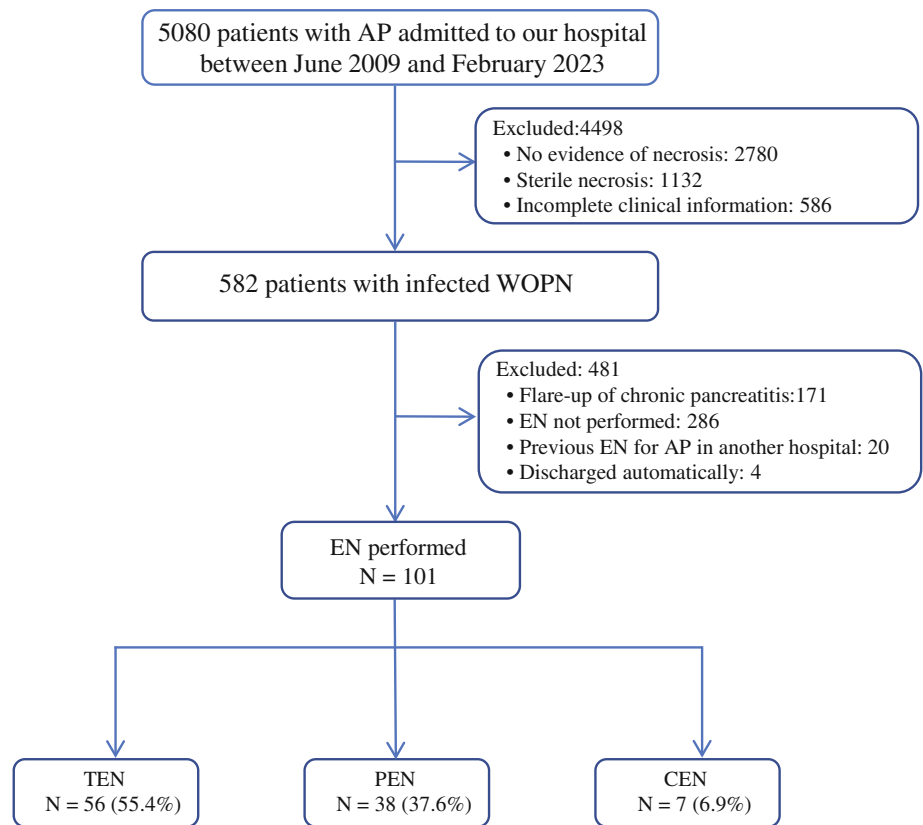 5080 patients with AP admitted to our hospital
between June 2009 and February 2023
Excluded:4498
• No evidence of necrosis: 2780
• Sterile necrosis: 1132
• Incomplete clinical information: 586
582 patients with infected WOPN
Excluded: 481
• Flare-up of chronic pancreatitis:171
• EN not performed: 286
• Previous EN for AP in another hospital: 20
• Discharged automatically: 4
EN performed
N = 101
TEN
N = 56 (55.4%)
PEN
N = 38 (37.6%)
CEN
N = 7 (6.9%)